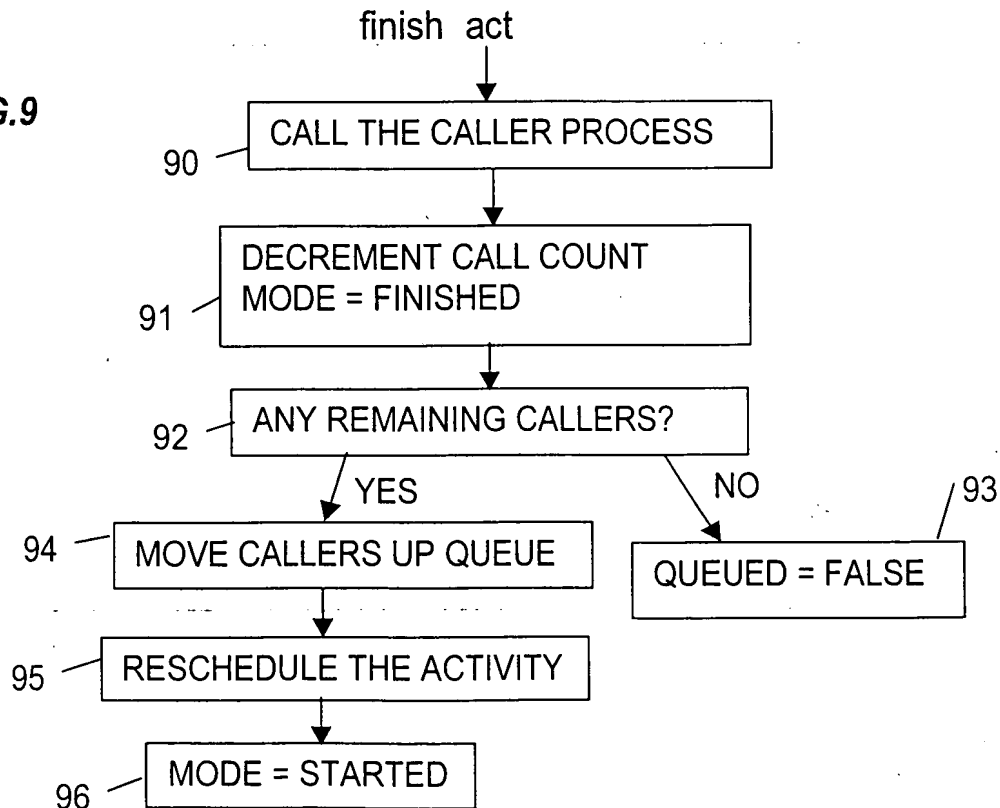 finish act
G.9
CALL THE CALLER PROCESS
90
DECREMENT CALL COUNT
MODE = FINISHED
91
ANY REMAINING CALLERS?
92
YES
NO
93
94
MOVE CALLERS UP QUEUE
QUEUED = FALSE
RESCHEDULE THE ACTIVITY
95
MODE = STARTED
96